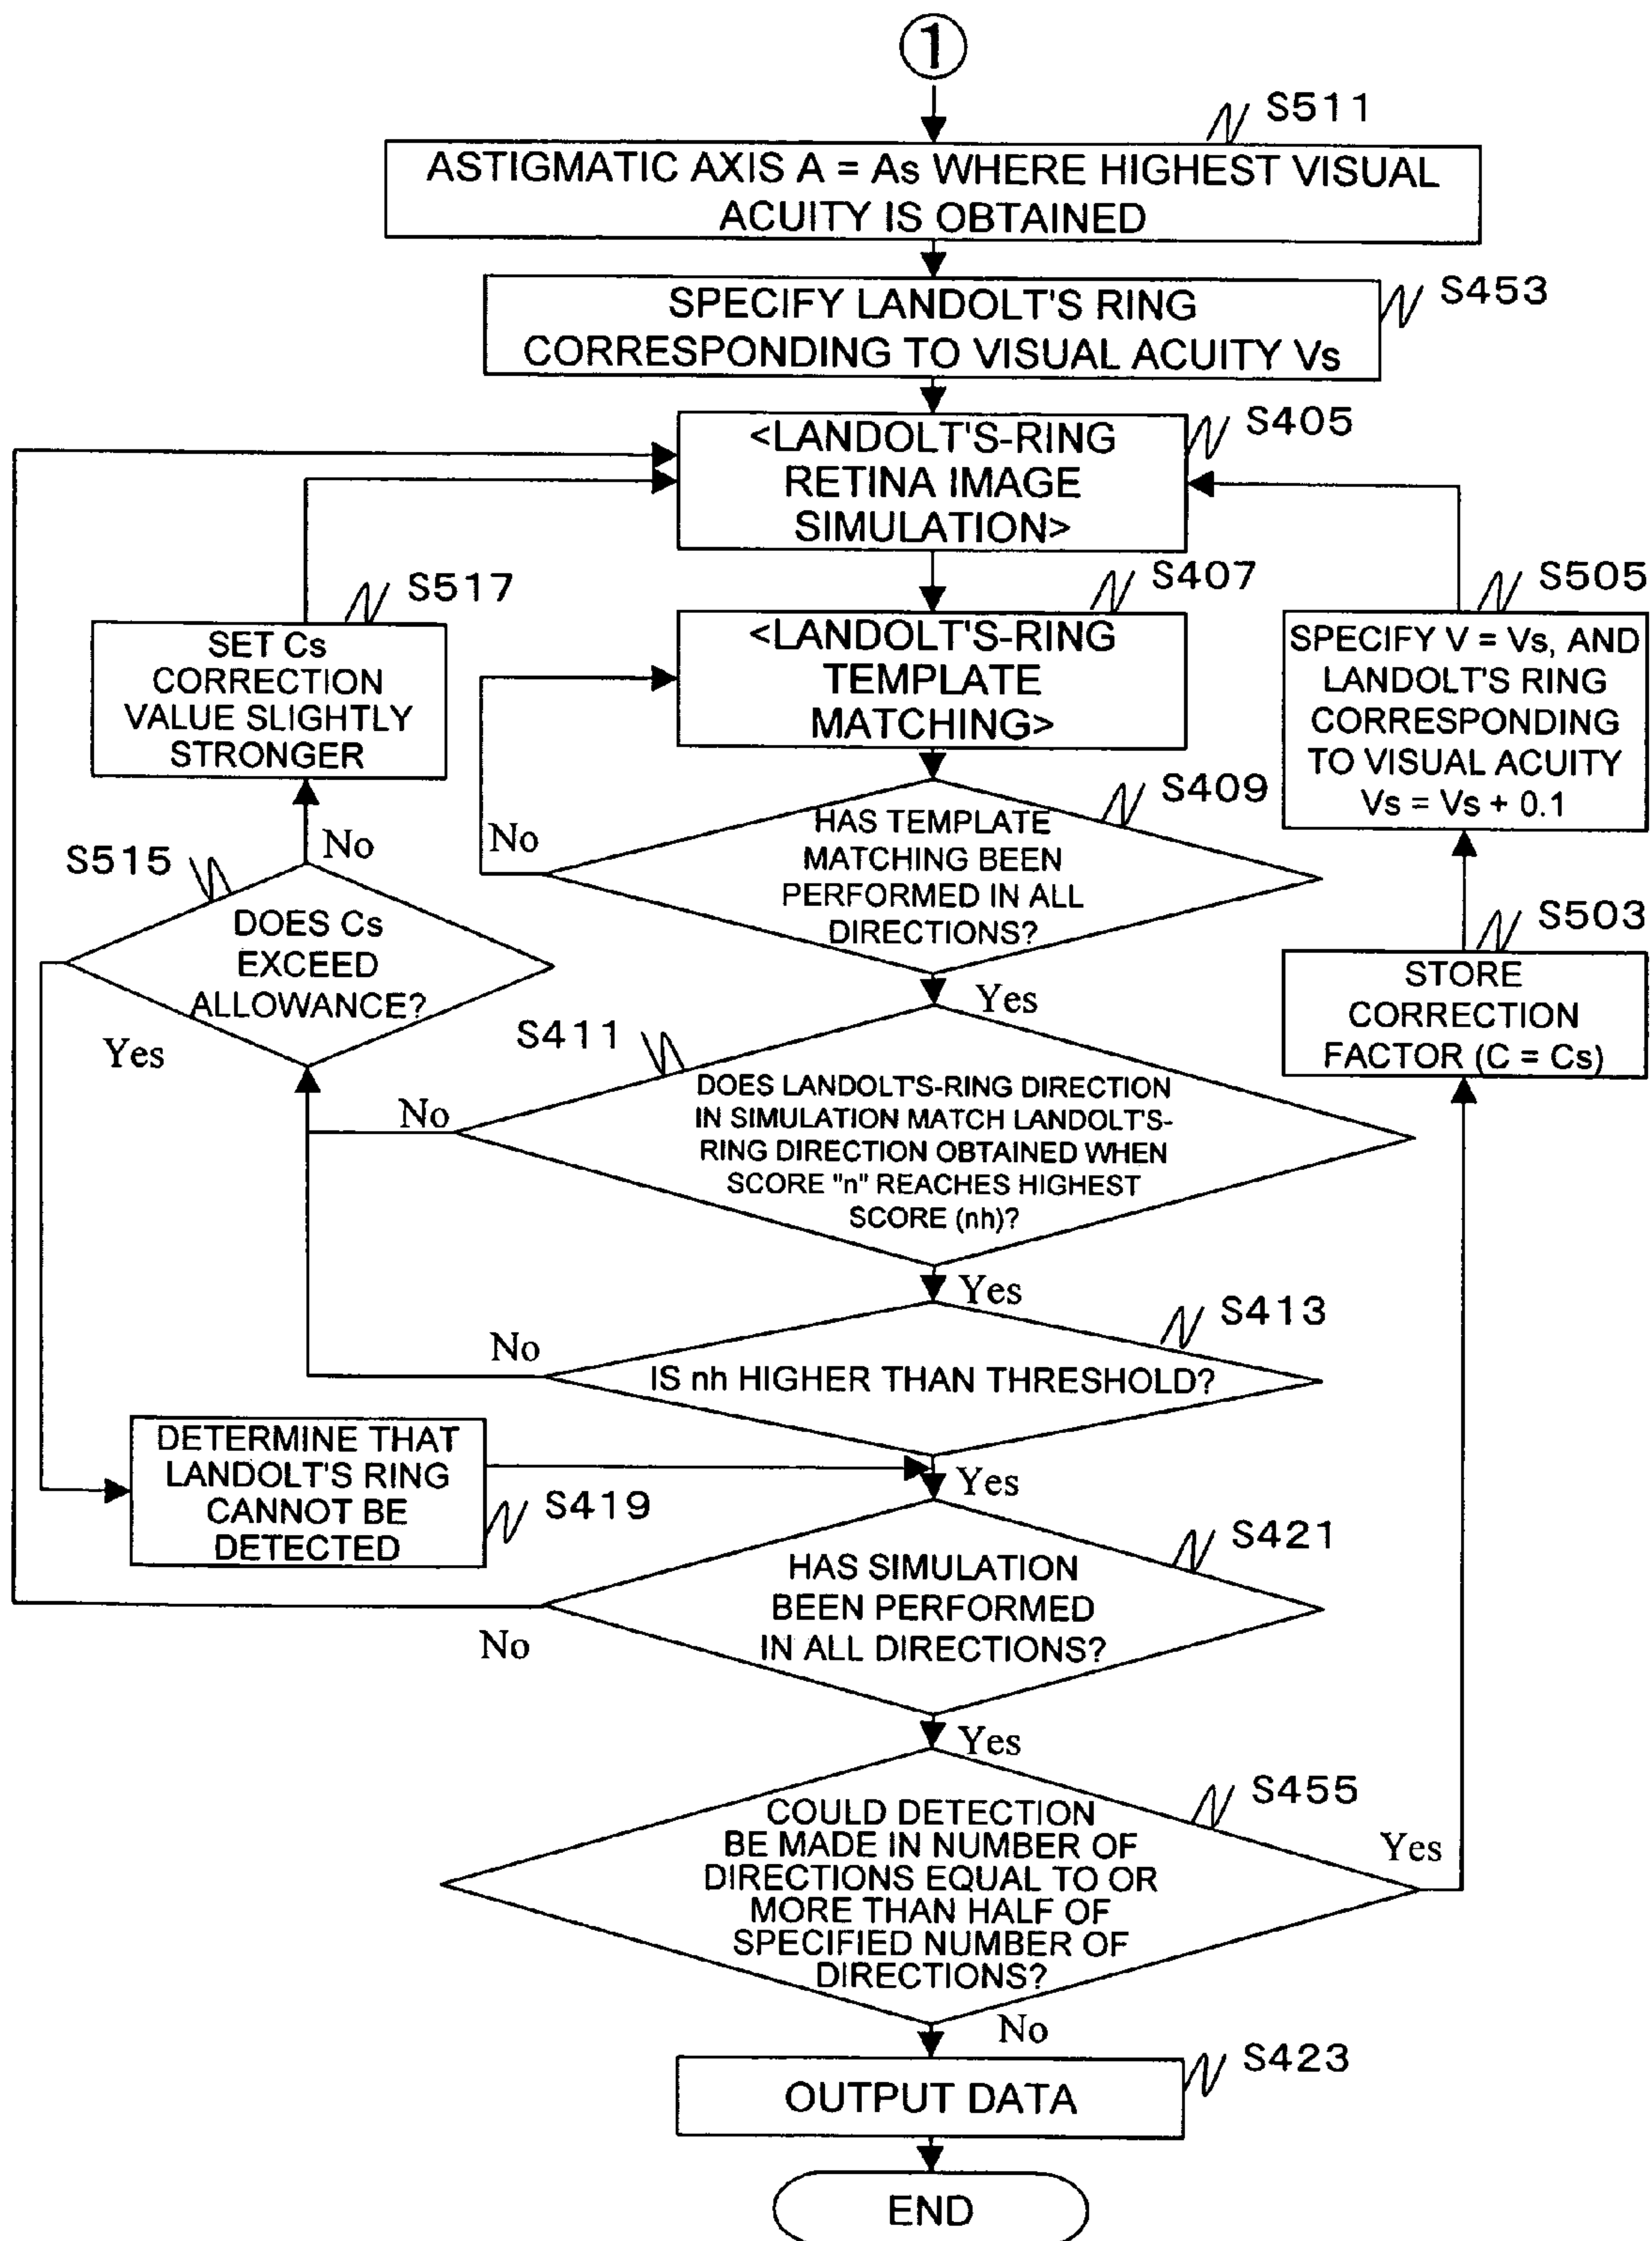 ①
S511
ASTIGMATIC AXIS A = As WHERE HIGHEST VISUAL
ACUITY IS OBTAINED
S453
SPECIFY LANDOLT'S RING
CORRESPONDING TO VISUAL ACUITY Vs
S405
<LANDOLT'S-RING
RETINA IMAGE
SIMULATION>
S517
SET Cs
CORRECTION
VALUE SLIGHTLY
STRONGER
S407
<LANDOLT'S-RING
TEMPLATE
MATCHING>
S505
SPECIFY V = Vs, AND
LANDOLT'S RING
CORRESPONDING
TO VISUAL ACUITY
Vs = Vs + 0.1
S409
HAS TEMPLATE
MATCHING BEEN
PERFORMED IN ALL
DIRECTIONS?
No
Yes
S515
No
DOES Cs
EXCEED
ALLOWANCE?
Yes
S503
STORE
CORRECTION
FACTOR (C = Cs)
S411
No
DOES LANDOLT'S-RING DIRECTION
IN SIMULATION MATCH LANDOLT'S-
RING DIRECTION OBTAINED WHEN
SCORE "n" REACHES HIGHEST
SCORE (nh)?
Yes
S413
No
IS nh HIGHER THAN THRESHOLD?
Yes
DETERMINE THAT
LANDOLT'S RING
CANNOT BE
DETECTED
S419
S421
HAS SIMULATION
BEEN PERFORMED
IN ALL DIRECTIONS?
No
Yes
S455
COULD DETECTION
BE MADE IN NUMBER OF
DIRECTIONS EQUAL TO OR
MORE THAN HALF OF
SPECIFIED NUMBER OF
DIRECTIONS?
Yes
No
S423
OUTPUT DATA
END